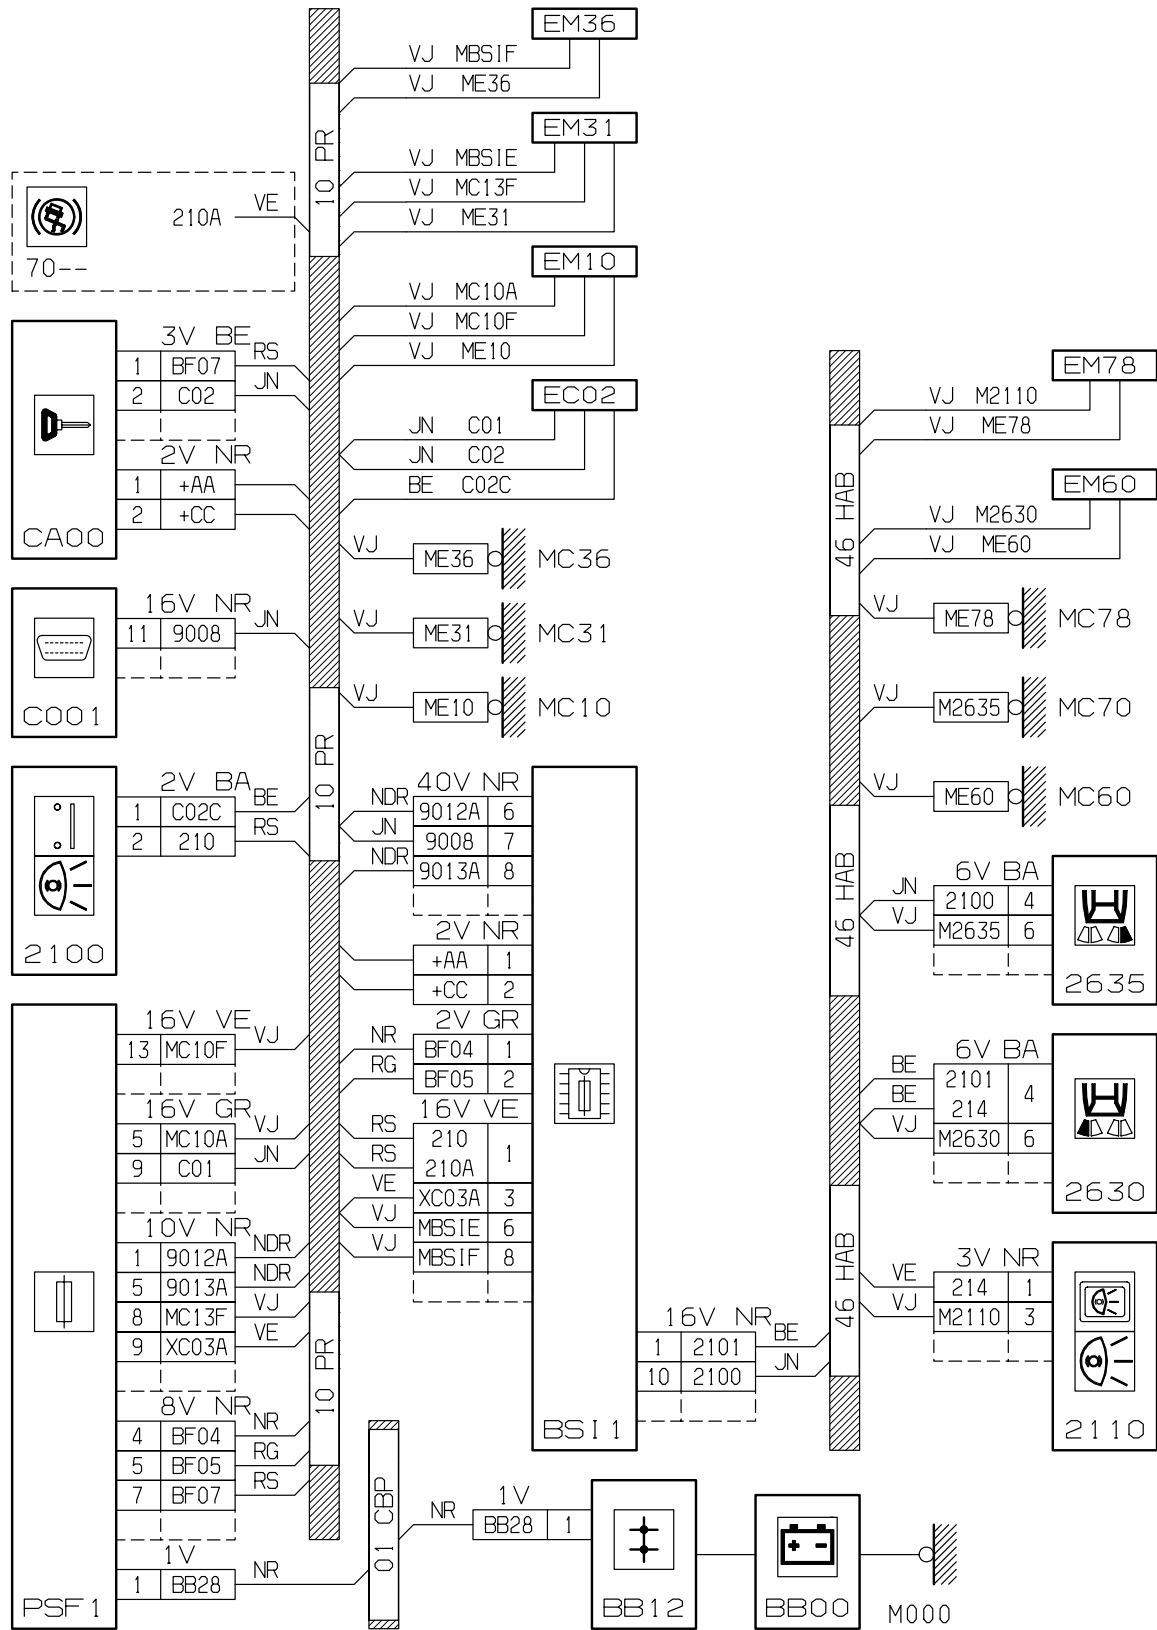 EM36
VJ MBSIF
VJ ME36
10 PR
EM31
VJ MBSIE
VJ MC13F
VJ ME31
210A VE
70--
EM10
VJ MC10A
VJ MC10F
VJ ME10
3V BE
1 BF07 RS
2 C02 JN
2V NR
1 +AA
2 +CC
CA00
EC02
JN C01
JN C02
BE C02C
VJ ME36 MC36
VJ ME31 MC31
VJ ME10 MC10
16V NR
11 9008 JN
C001
10 PR
2V BA
1 C02C BE
2 210 RS
2100
40V NR
NDR 9012A 6
JN 9008 7
NDR 9013A 8
2V NR
+AA 1
+CC 2
2V GR
NR BF04 1
RG BF05 2
16V VE
RS 210
RS 210A 1
VE XC03A 3
VJ MBSIE 6
VJ MBSIF 8
16V NR
1 2101 BE
10 2100 JN
BSI1
16V VE
13 MC10F VJ
16V GR
5 MC10A VJ
9 C01 JN
10V NR
1 9012A NDR
5 9013A NDR
8 MC13F VJ
9 XC03A VE
8V NR
4 BF04 NR
5 BF05 RG
7 BF07 RS
1V
1 BB28 NR
PSF1
10 PR
01 CBP
NR
1V
BB28 1
BB12
BB00
M000
EM78
VJ M2110
VJ ME78
46 HAB
EM60
VJ M2630
VJ ME60
VJ ME78 MC78
VJ M2635 MC70
VJ ME60 MC60
46 HAB
6V BA
JN 2100 4
VJ M2635 6
2635
6V BA
BE 2101
BE 214 4
VJ M2630 6
2630
46 HAB
3V NR
VE 214 1
VJ M2110 3
2110